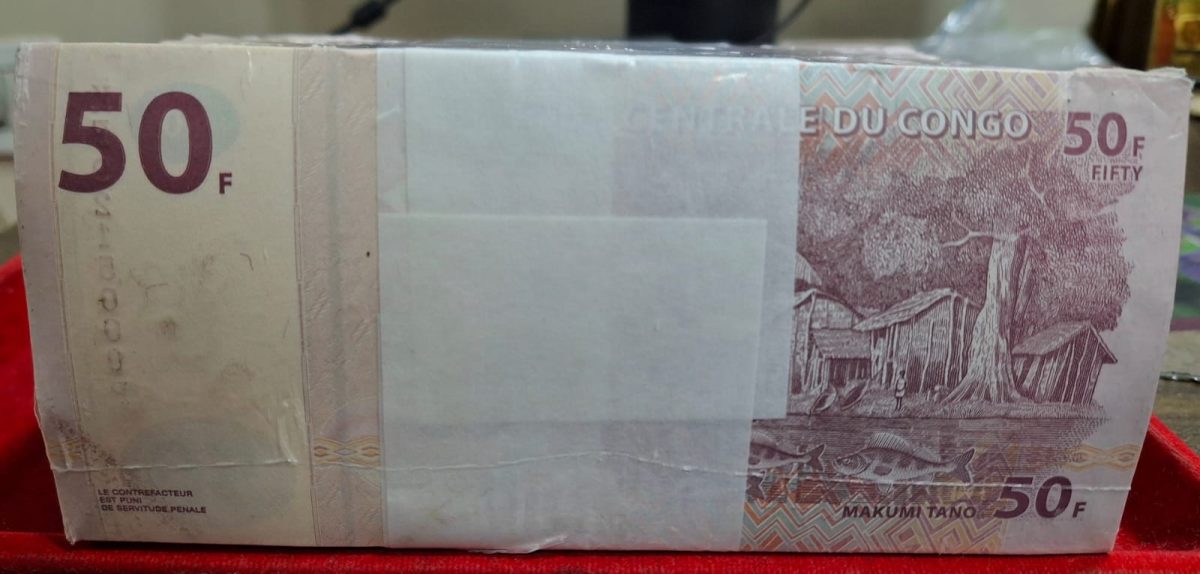 50F
CENTRALE DU CONGO
50F
FIFTY
LE CONTREFACTEUR
EST PUNI
DE SERVITUDE PENALE
MAKUMI TANO
50F